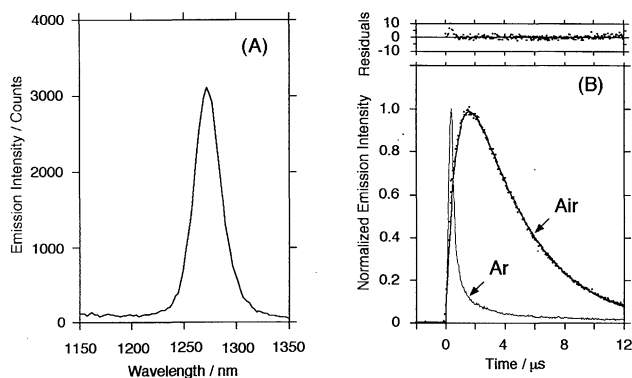 (A)
Emission Intensity / Counts
4000
3000
2000
1000
0
1150
1200
1250
1300
1350
Wavelength / nm
Residuals
10
0
-10
(B)
Normalized Emission Intensity
1.0
0.8
0.6
0.4
0.2
0
Air
Ar
0
4
8
12
Time / μs